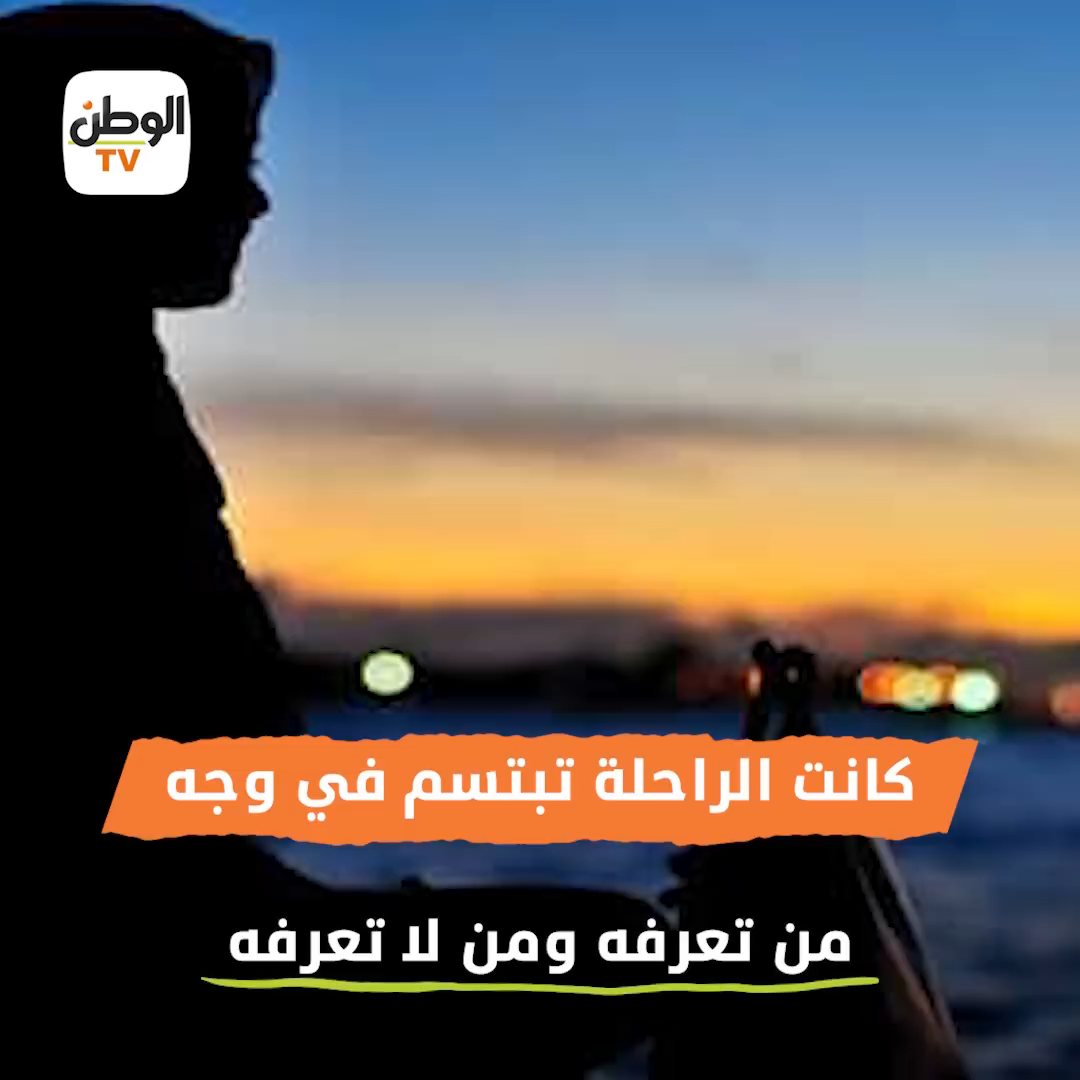 الوطن
TV
كانت الراحلة تبتسم في وجه
من تعرفه ومن لا تعرفه